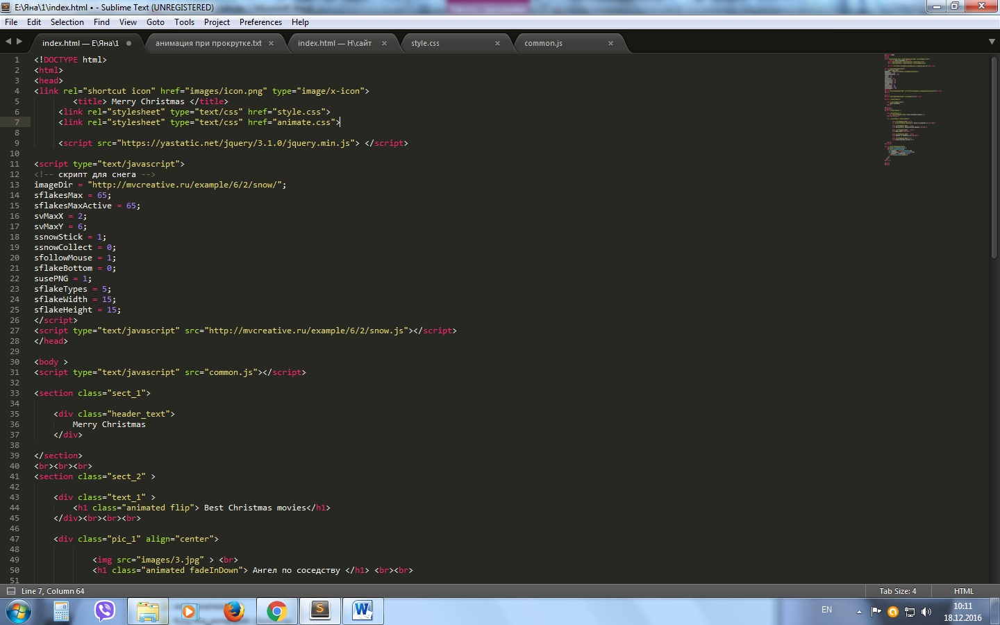 E:\Яна\1\index.html • - Sublime Text (UNREGISTERED)
File Edit Selection Find View Goto Tools Project Preferences Help
index.html — E\Яна\1 анимация при прокрутке.txt index.html — H\сайт style.css common.js
1 <!DOCTYPE html>
2 <html>
3 <head>
4 <link rel="shortcut icon" href="images/icon.png" type="image/x-icon">
5 <title> Merry Christmas </title>
6 <link rel="stylesheet" type="text/css" href="style.css">
7 <link rel="stylesheet" type="text/css" href="animate.css">
8
9 <script src="https://yastatic.net/jquery/3.1.0/jquery.min.js"> </script>
10
11 <script type="text/javascript">
12 <!-- скрипт для снега -->
13 imageDir = "http://mvcreative.ru/example/6/2/snow/";
14 sflakesMax = 65;
15 sflakesMaxActive = 65;
16 svMaxX = 2;
17 svMaxY = 6;
18 ssnowStick = 1;
19 ssnowCollect = 0;
20 sfollowMouse = 1;
21 sflakeBottom = 0;
22 susePNG = 1;
23 sflakeTypes = 5;
24 sflakeWidth = 15;
25 sflakeHeight = 15;
26 </script>
27 <script type="text/javascript" src="http://mvcreative.ru/example/6/2/snow.js"></script>
28 </head>
29
30 <body >
31 <script type="text/javascript" src="common.js"></script>
32
33 <section class="sect_1">
34
35 <div class="header_text">
36 Merry Christmas
37 </div>
38
39 </section>
40 <br><br><br>
41 <section class="sect_2" >
42
43 <div class="text_1" >
44 <h1 class="animated flip"> Best Christmas movies</h1>
45 </div><br><br><br>
46
47 <div class="pic_1" align="center">
48
49 <img src="images/3.jpg" > <br>
50 <h1 class="animated fadeInDown"> Ангел по соседству </h1> <br><br>
51
Line 7, Column 64 Tab Size: 4 HTML
EN 10:11
18.12.2016